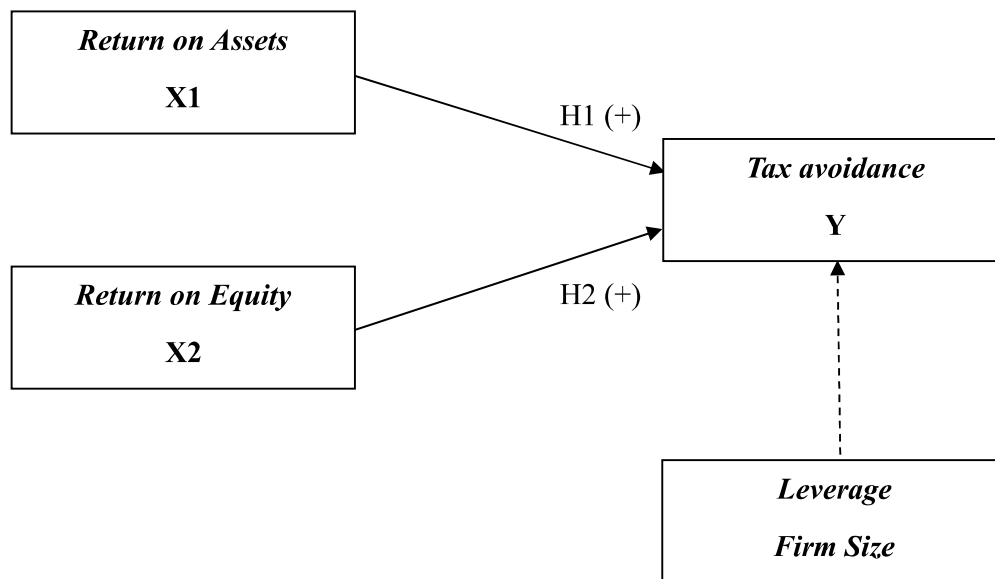 Return on Assets
X1
H1 (+)
Tax avoidance
Y
Return on Equity
X2
H2 (+)
Leverage
Firm Size